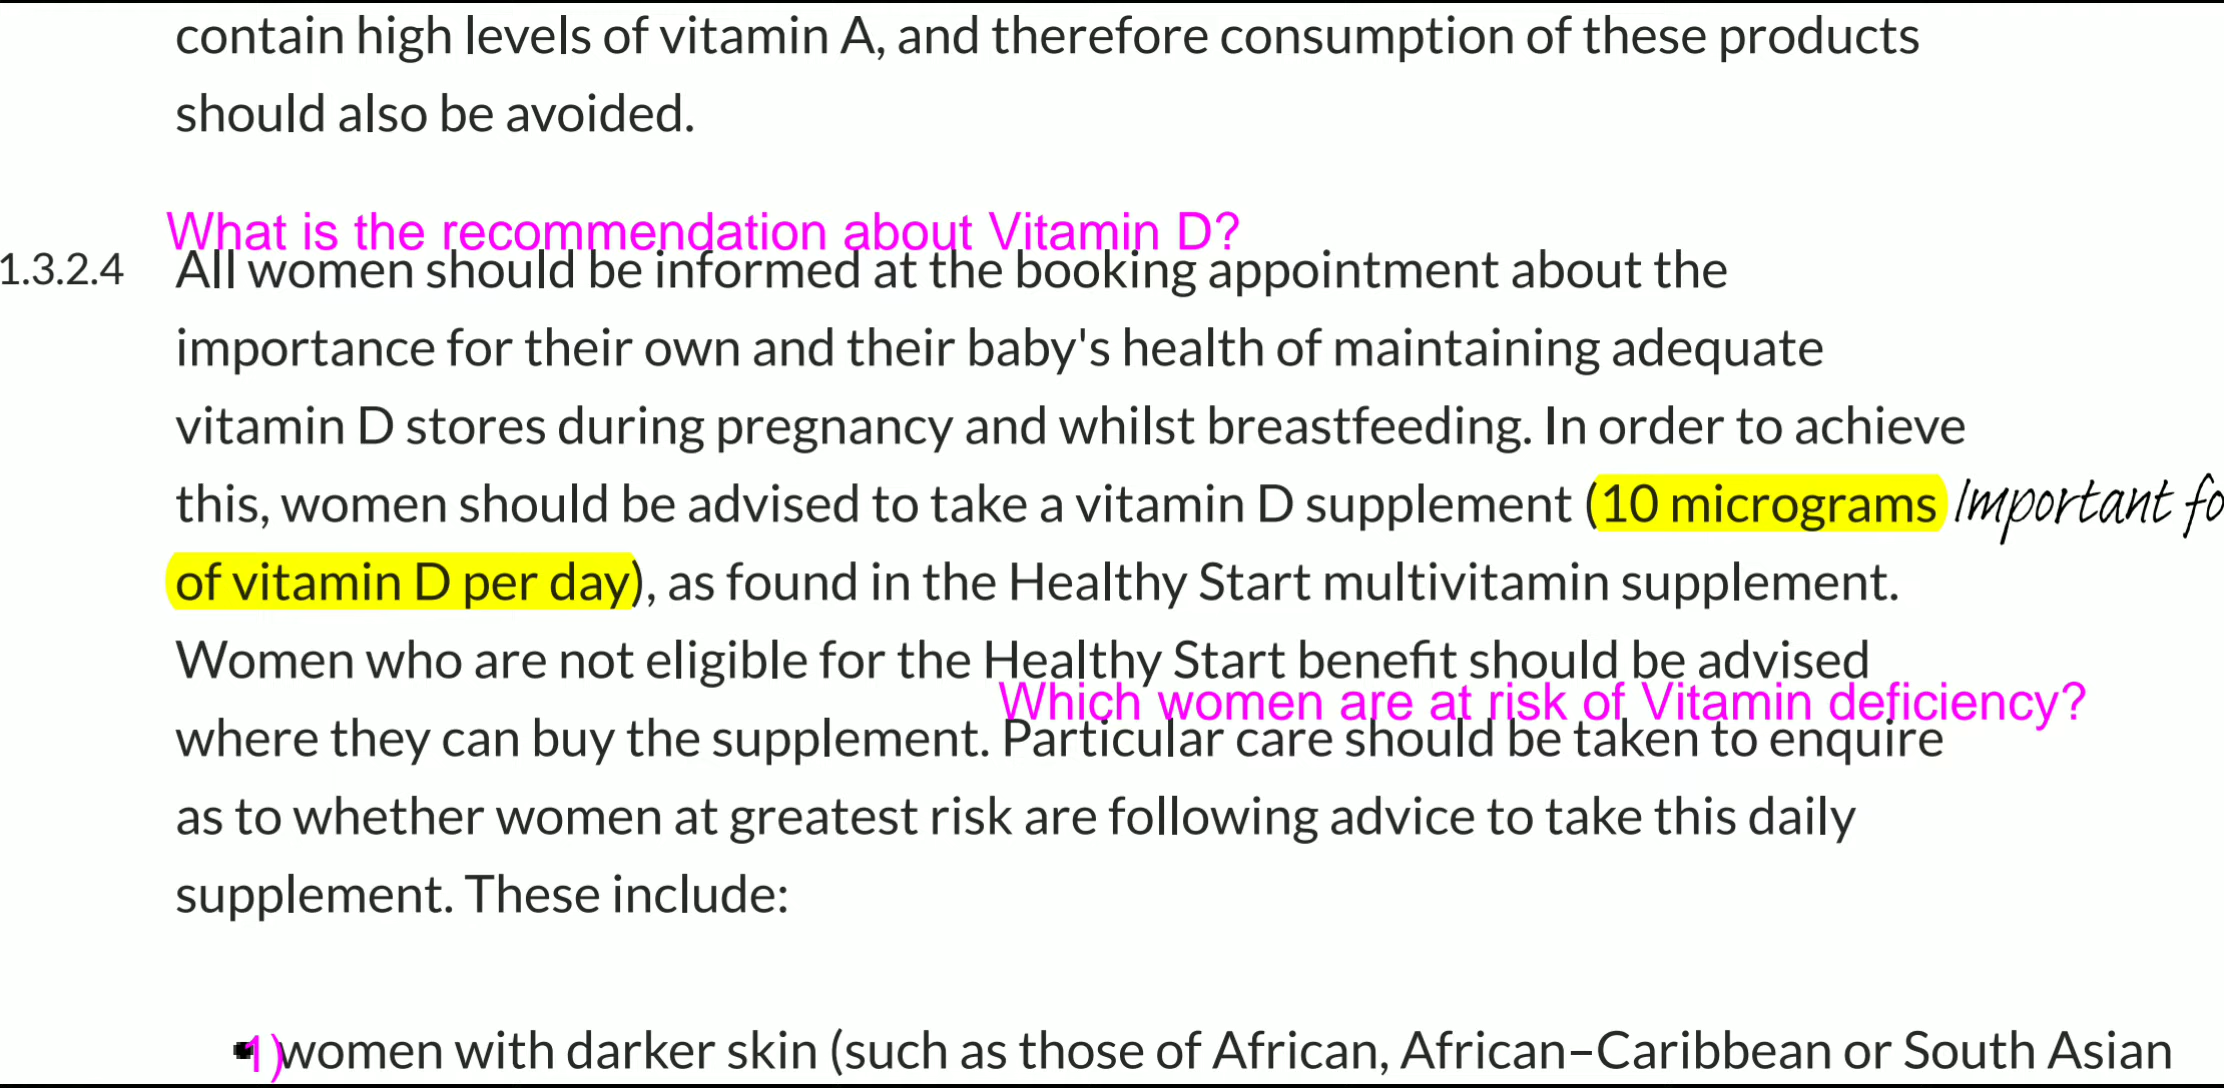 contain high levels of vitamin A, and therefore consumption of these products
should also be avoided.
What is the recommendation about Vitamin D?
1.3.2.4 All women should be informed at the booking appointment about the
importance for their own and their baby's health of maintaining adequate
vitamin D stores during pregnancy and whilst breastfeeding. In order to achieve
this, women should be advised to take a vitamin D supplement (10 micrograms Important fo
of vitamin D per day), as found in the Healthy Start multivitamin supplement.
Women who are not eligible for the Healthy Start benefit should be advised
Which women are at risk of Vitamin deficiency?
where they can buy the supplement. Particular care should be taken to enquire
as to whether women at greatest risk are following advice to take this daily
supplement. These include:
1) women with darker skin (such as those of African, African–Caribbean or South Asian